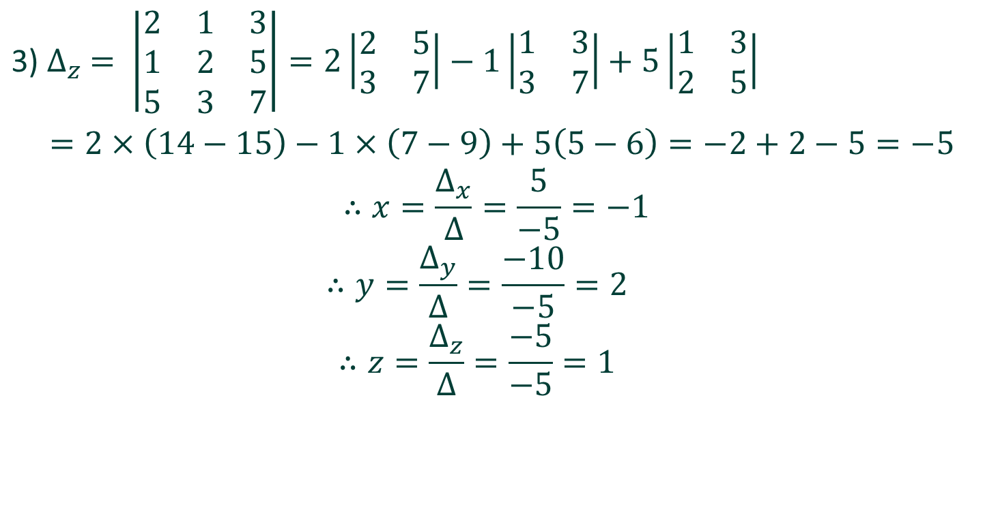 3) Δ_z = |2 1 3; 1 2 5; 5 3 7| = 2 |2 5; 3 7| − 1 |1 3; 3 7| + 5 |1 3; 2 5|
= 2 × (14 − 15) − 1 × (7 − 9) + 5(5 − 6) = −2 + 2 − 5 = −5
∴ x = Δ_x/Δ = 5/−5 = −1
∴ y = Δ_y/Δ = −10/−5 = 2
∴ z = Δ_z/Δ = −5/−5 = 1